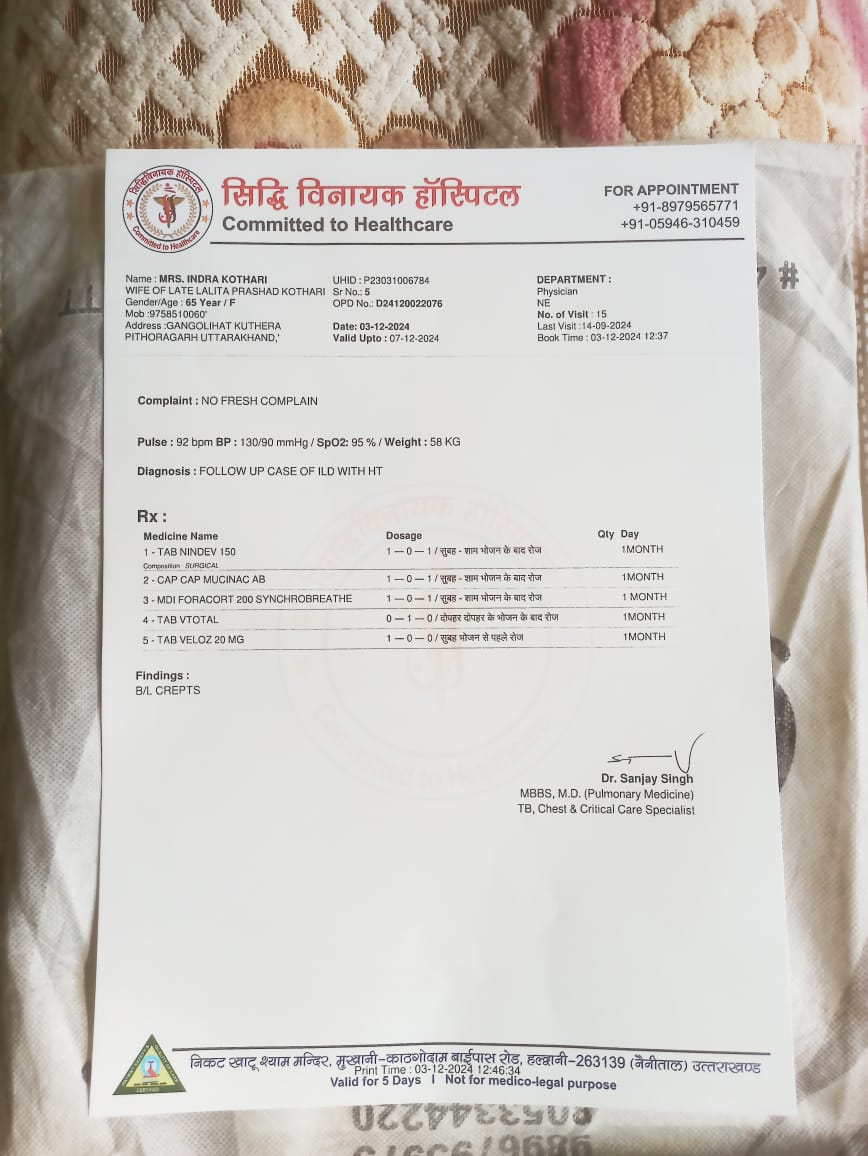 सिद्धिविनायक हॉस्पिटल
Committed to Healthcare
सिद्धि विनायक हॉस्पिटल
Committed to Healthcare
FOR APPOINTMENT
+91-8979565771
+91-05946-310459
Name : MRS. INDRA KOTHARI
WIFE OF LATE LALITA PRASHAD KOTHARI
Gender/Age : 65 Year / F
Mob :9758510060'
Address :GANGOLIHAT KUTHERA
PITHORAGARH UTTARAKHAND,'
UHID : P23031006784
Sr No.: 5
OPD No.: D24120022076
Date: 03-12-2024
Valid Upto : 07-12-2024
DEPARTMENT :
Physician
NE
No. of Visit : 15
Last Visit :14-09-2024
Book Time : 03-12-2024 12:37
Complaint : NO FRESH COMPLAIN
Pulse : 92 bpm BP : 130/90 mmHg / SpO2: 95 % / Weight : 58 KG
Diagnosis : FOLLOW UP CASE OF ILD WITH HT
Rx :
Medicine Name Dosage Qty Day
1 - TAB NINDEV 150 1 — 0 — 1 / सुबह - शाम भोजन के बाद रोज 1MONTH
Composition : SURGICAL
2 - CAP CAP MUCINAC AB 1 — 0 — 1 / सुबह - शाम भोजन के बाद रोज 1MONTH
3 - MDI FORACORT 200 SYNCHROBREATHE 1 — 0 — 1 / सुबह - शाम भोजन के बाद रोज 1 MONTH
4 - TAB VTOTAL 0 — 1 — 0 / दोपहर दोपहर के भोजन के बाद रोज 1MONTH
5 - TAB VELOZ 20 MG 1 — 0 — 0 / सुबह भोजन से पहले रोज 1MONTH
Findings :
B/L CREPTS
Dr. Sanjay Singh
MBBS, M.D. (Pulmonary Medicine)
TB, Chest & Critical Care Specialist
निकट खाटू श्याम मन्दिर, मुखानी-काठगोदाम बाईपास रोड, हल्द्वानी-263139 (नैनीताल) उत्तराखण्ड
Print Time : 03-12-2024 12:46:34
Valid for 5 Days I Not for medico-legal purpose